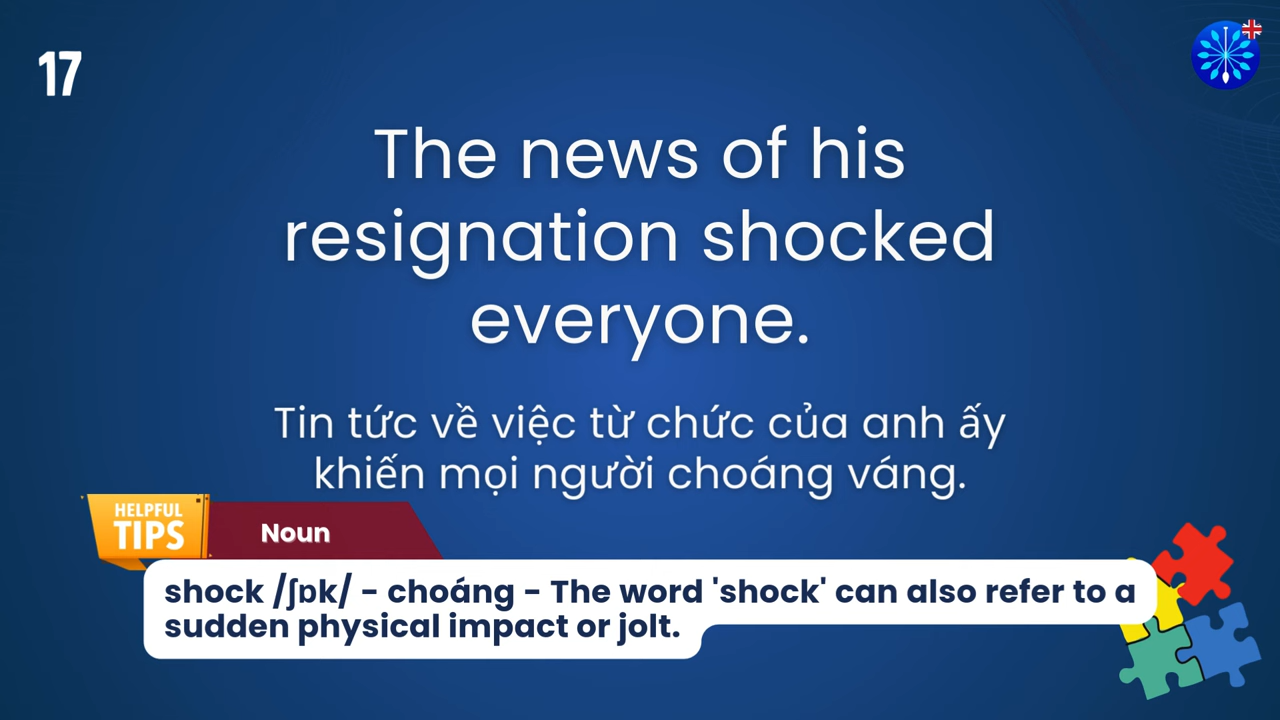 17
The news of his
resignation shocked
everyone.
Tin tức về việc từ chức của anh ấy
khiến mọi người choáng váng.
HELPFUL
TIPS
Noun
shock /ʃɒk/ - choáng - The word 'shock' can also refer to a
sudden physical impact or jolt.